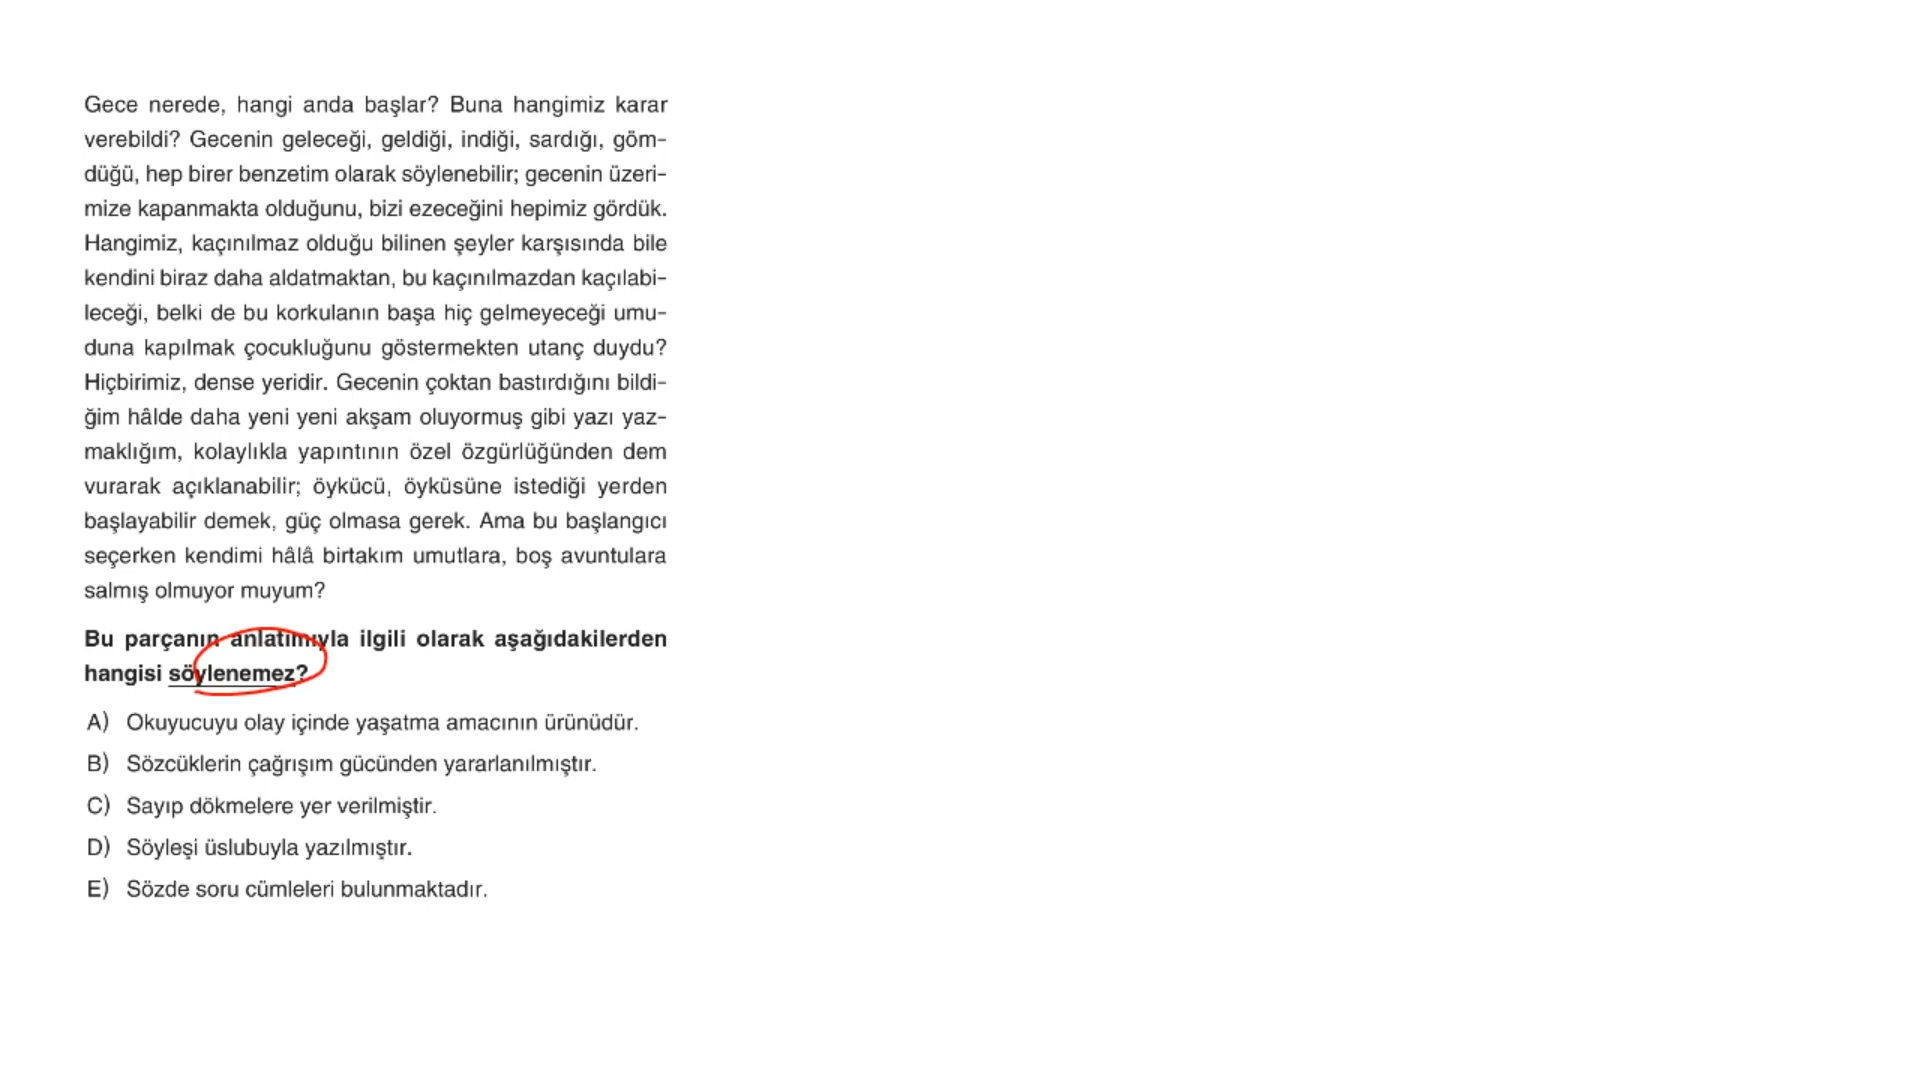 Gece nerede, hangi anda başlar? Buna hangimiz karar
verebildi? Gecenin geleceği, geldiği, indiği, sardığı, göm-
düğü, hep birer benzetim olarak söylenebilir; gecenin üzeri-
mize kapanmakta olduğunu, bizi ezeceğini hepimiz gördük.
Hangimiz, kaçınılmaz olduğu bilinen şeyler karşısında bile
kendini biraz daha aldatmaktan, bu kaçınılmazdan kaçılabi-
leceği, belki de bu korkulanın başa hiç gelmeyeceği umu-
duna kapılmak çocukluğunu göstermekten utanç duydu?
Hiçbirimiz, dense yeridir. Gecenin çoktan bastırdığını bildi-
ğim hâlde daha yeni yeni akşam oluyormuş gibi yazı yaz-
maklığım, kolaylıkla yapıntının özel özgürlüğünden dem
vurarak açıklanabilir; öykücü, öyküsüne istediği yerden
başlayabilir demek, güç olmasa gerek. Ama bu başlangıcı
seçerken kendimi hâlâ birtakım umutlara, boş avuntulara
salmış olmuyor muyum?
Bu parçanın anlatımıyla ilgili olarak aşağıdakilerden
hangisi söylenemez?
A) Okuyucuyu olay içinde yaşatma amacının ürünüdür.
B) Sözcüklerin çağrışım gücünden yararlanılmıştır.
C) Sayıp dökmelere yer verilmiştir.
D) Söyleşi üslubuyla yazılmıştır.
E) Sözde soru cümleleri bulunmaktadır.